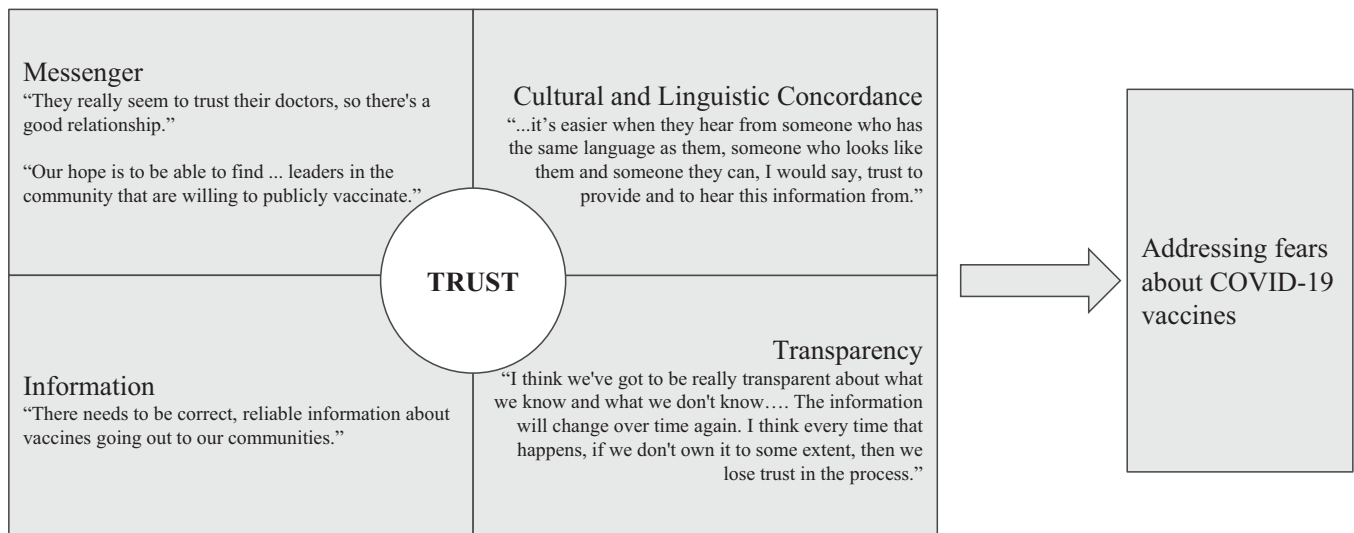 Messenger
“They really seem to trust their doctors, so there's a
good relationship.”
“Our hope is to be able to find ... leaders in the
community that are willing to publicly vaccinate.”
Cultural and Linguistic Concordance
“...it’s easier when they hear from someone who has
the same language as them, someone who looks like
them and someone they can, I would say, trust to
provide and to hear this information from.”
TRUST
Information
“There needs to be correct, reliable information about
vaccines going out to our communities.”
Transparency
“I think we've got to be really transparent about what
we know and what we don't know…. The information
will change over time again. I think every time that
happens, if we don't own it to some extent, then we
lose trust in the process.”
Addressing fears
about COVID-19
vaccines